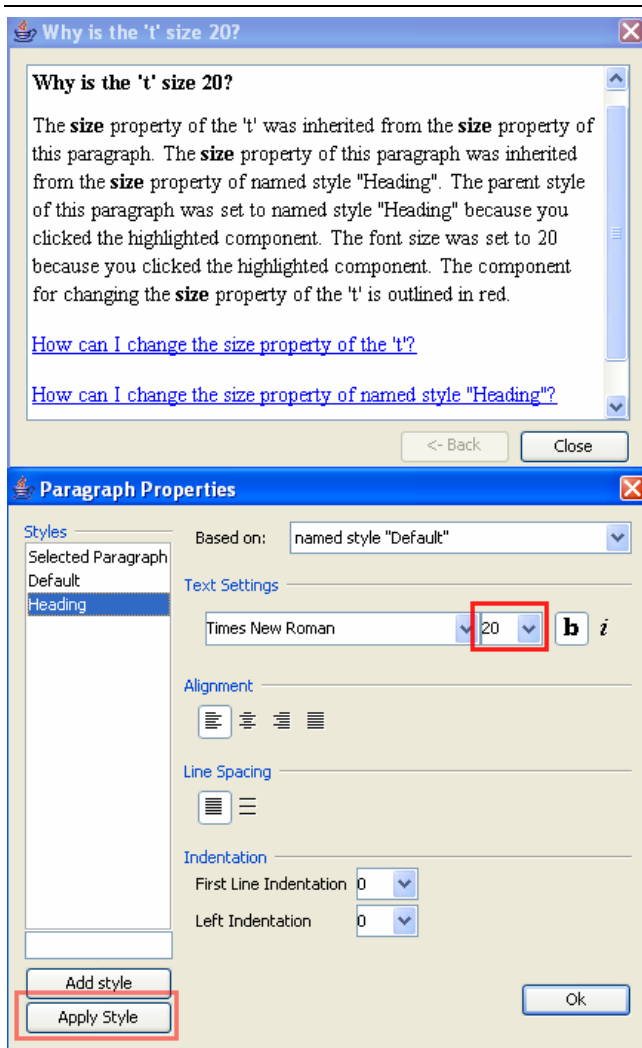 Why is the 't' size 20?
Why is the 't' size 20?
The size property of the 't' was inherited from the size property of
this paragraph. The size property of this paragraph was inherited
from the size property of named style "Heading". The parent style
of this paragraph was set to named style "Heading" because you
clicked the highlighted component. The font size was set to 20
because you clicked the highlighted component. The component
for changing the size property of the 't' is outlined in red.
How can I change the size property of the 't'?
How can I change the size property of named style "Heading"?
<- Back
Close
Paragraph Properties
Styles
Selected Paragraph
Default
Heading
Based on: named style "Default"
Text Settings
Times New Roman 20 b i
Alignment
Line Spacing
Indentation
First Line Indentation 0
Left Indentation 0
Add style
Apply Style
Ok